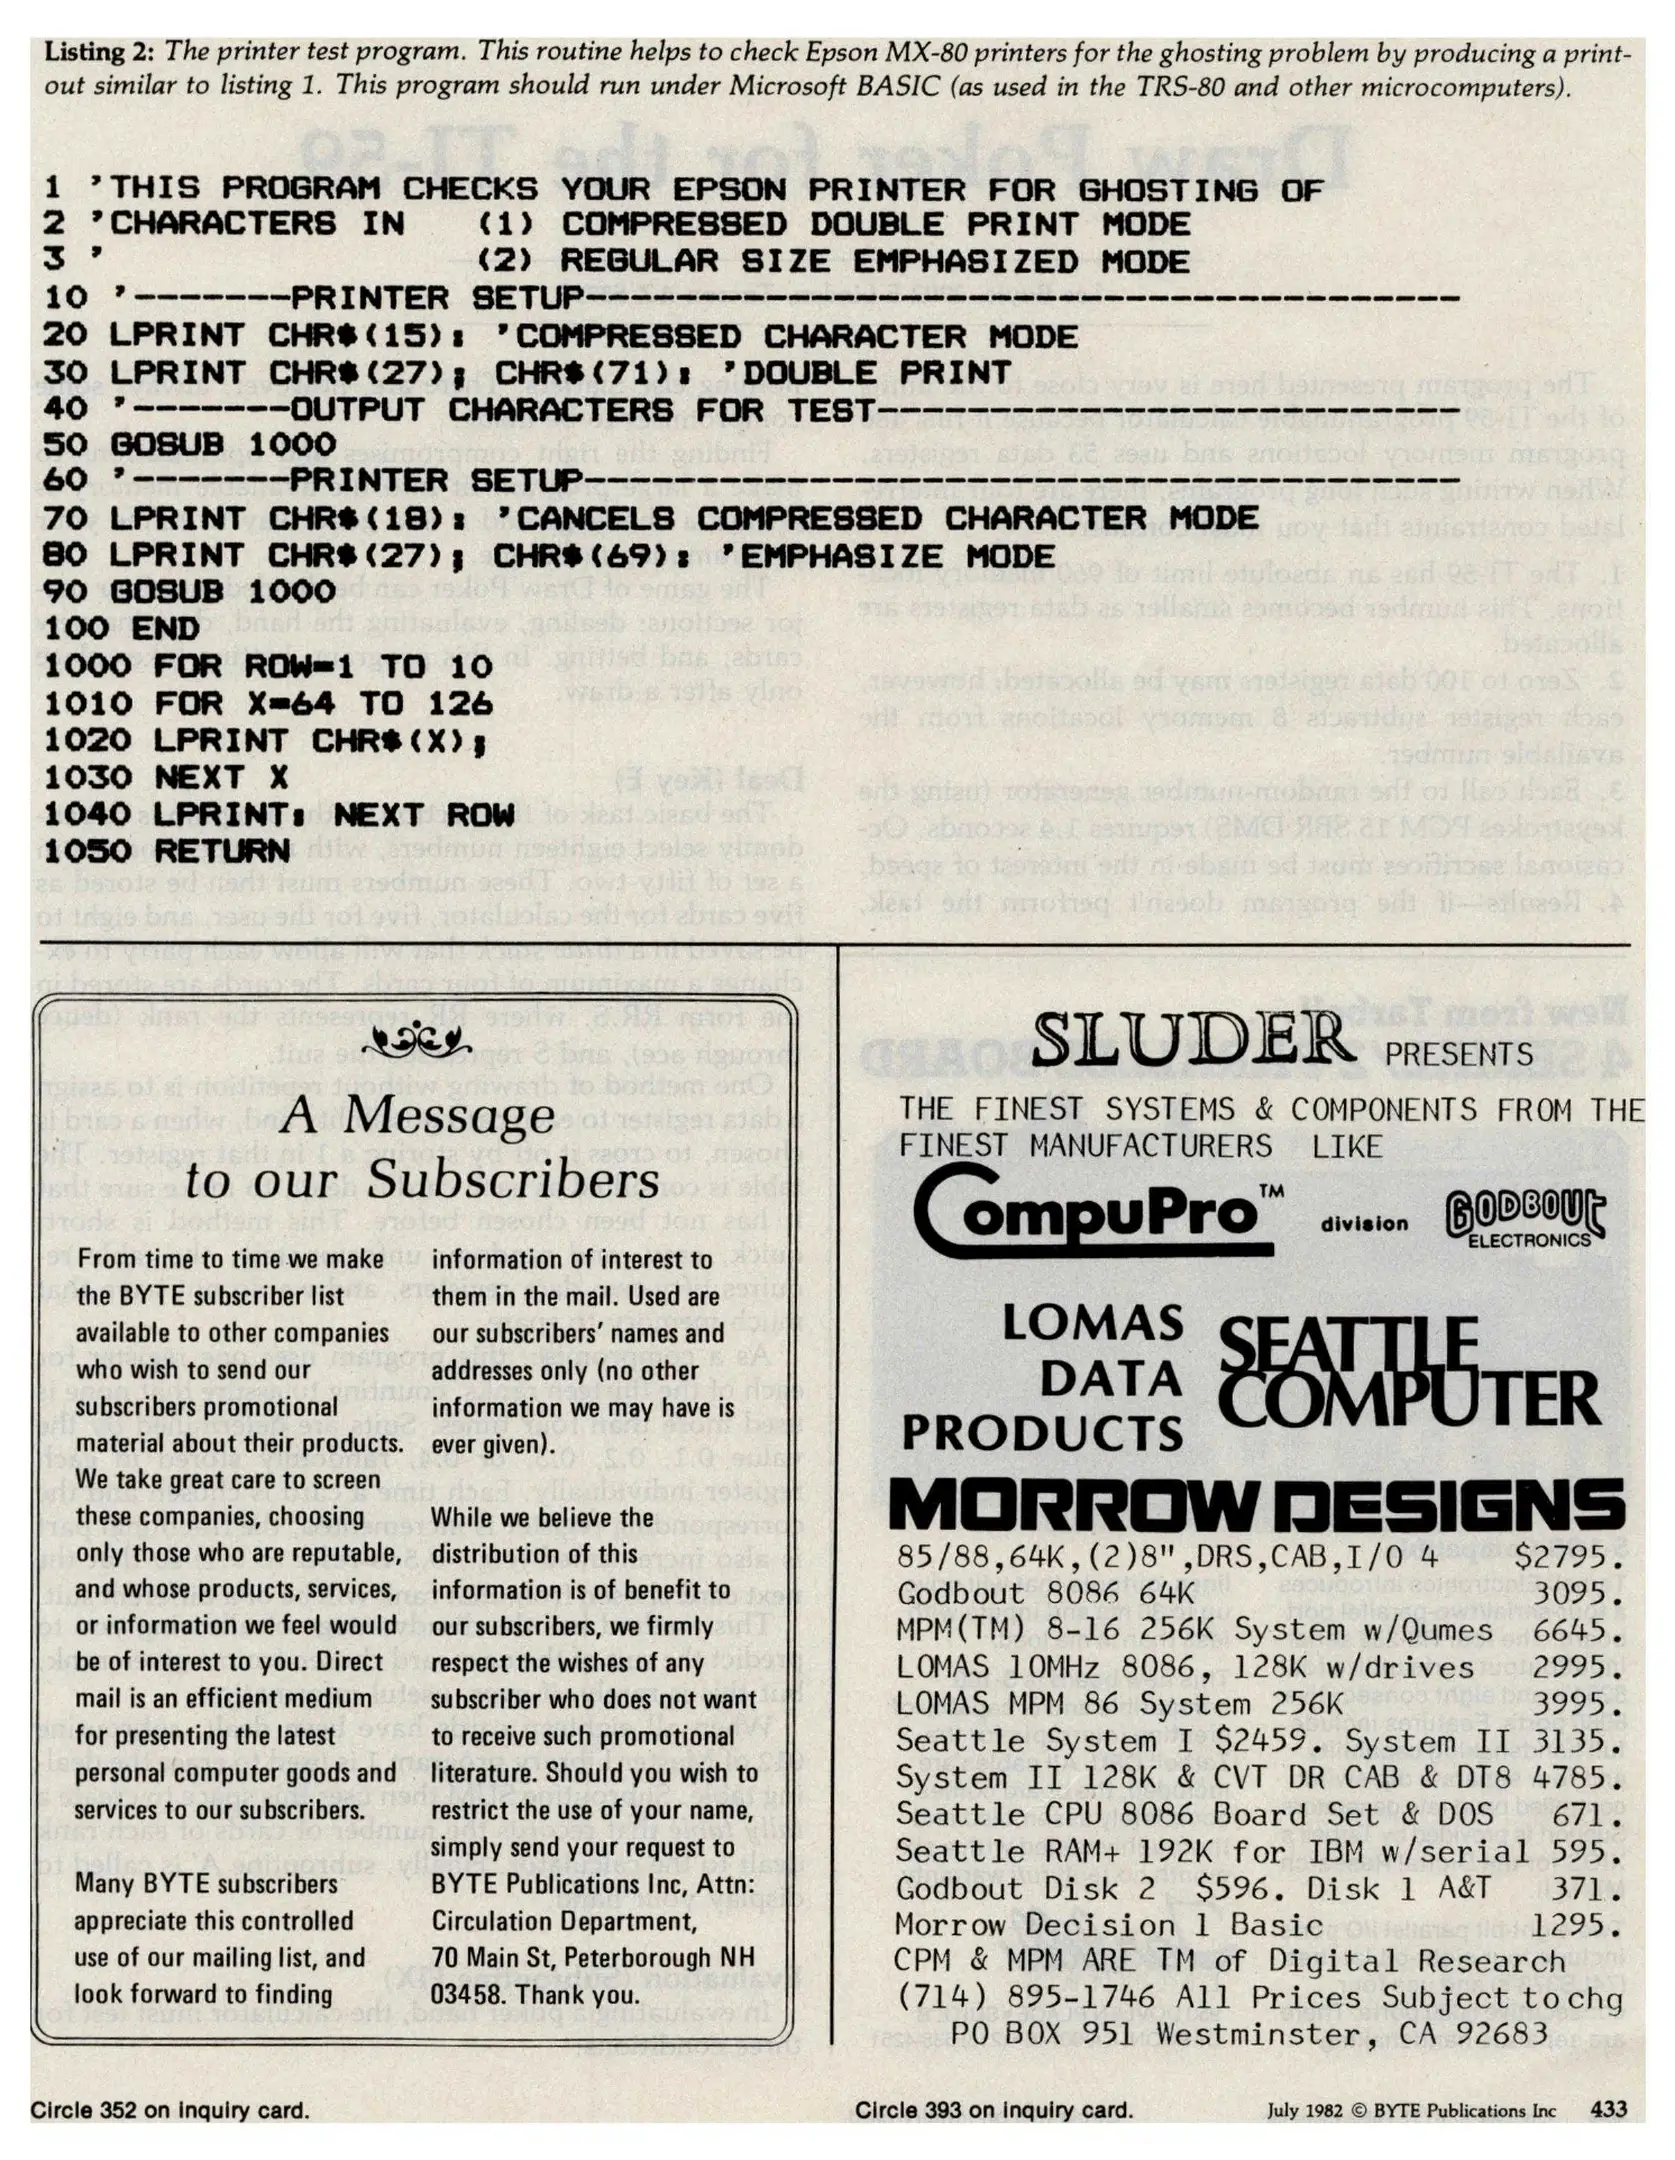 Listing 2: The printer test program. This routine helps to check Epson MX-80 printers for the ghosting problem by producing a print-
out similar to listing 1. This program should run under Microsoft BASIC (as used in the TRS-80 and other microcomputers).
1 'THIS PROGRAM CHECKS YOUR EPSON PRINTER FOR GHOSTING OF
2 'CHARACTERS IN (1) COMPRESSED DOUBLE PRINT MODE
3 ' (2) REGULAR SIZE EMPHASIZED MODE
10 '-------PRINTER SETUP---------------------------------------
20 LPRINT CHR$(15): 'COMPRESSED CHARACTER MODE
30 LPRINT CHR$(27); CHR$(71): 'DOUBLE PRINT
40 '-------OUTPUT CHARACTERS FOR TEST--------------------------
50 GOSUB 1000
60 '-------PRINTER SETUP---------------------------------------
70 LPRINT CHR$(18): 'CANCELS COMPRESSED CHARACTER MODE
80 LPRINT CHR$(27); CHR$(69): 'EMPHASIZE MODE
90 GOSUB 1000
100 END
1000 FOR ROW=1 TO 10
1010 FOR X=64 TO 126
1020 LPRINT CHR$(X);
1030 NEXT X
1040 LPRINT: NEXT ROW
1050 RETURN
A Message
to our Subscribers
From time to time we make
the BYTE subscriber list
available to other companies
who wish to send our
subscribers promotional
material about their products.
We take great care to screen
these companies, choosing
only those who are reputable,
and whose products, services,
or information we feel would
be of interest to you. Direct
mail is an efficient medium
for presenting the latest
personal computer goods and
services to our subscribers.
Many BYTE subscribers
appreciate this controlled
use of our mailing list, and
look forward to finding
information of interest to
them in the mail. Used are
our subscribers' names and
addresses only (no other
information we may have is
ever given).
While we believe the
distribution of this
information is of benefit to
our subscribers, we firmly
respect the wishes of any
subscriber who does not want
to receive such promotional
literature. Should you wish to
restrict the use of your name,
simply send your request to
BYTE Publications Inc, Attn:
Circulation Department,
70 Main St, Peterborough NH
03458. Thank you.
Circle 352 on inquiry card.
SLUDER PRESENTS
THE FINEST SYSTEMS & COMPONENTS FROM THE
FINEST MANUFACTURERS LIKE
CompuPro™ division GODBOUT
ELECTRONICS
LOMAS
DATA
PRODUCTS
SEATTLE
COMPUTER
MORROW DESIGNS
85/88,64K,(2)8",DRS,CAB,I/O 4 $2795.
Godbout 8086 64K 3095.
MPM(TM) 8-16 256K System w/Qumes 6645.
LOMAS 10MHz 8086, 128K w/drives 2995.
LOMAS MPM 86 System 256K 3995.
Seattle System I $2459. System II 3135.
System II 128K & CVT DR CAB & DT8 4785.
Seattle CPU 8086 Board Set & DOS 671.
Seattle RAM+ 192K for IBM w/serial 595.
Godbout Disk 2 $596. Disk 1 A&T 371.
Morrow Decision 1 Basic 1295.
CPM & MPM ARE TM of Digital Research
(714) 895-1746 All Prices Subject to chg
PO BOX 951 Westminster, CA 92683
Circle 393 on inquiry card.
July 1982 © BYTE Publications Inc 433